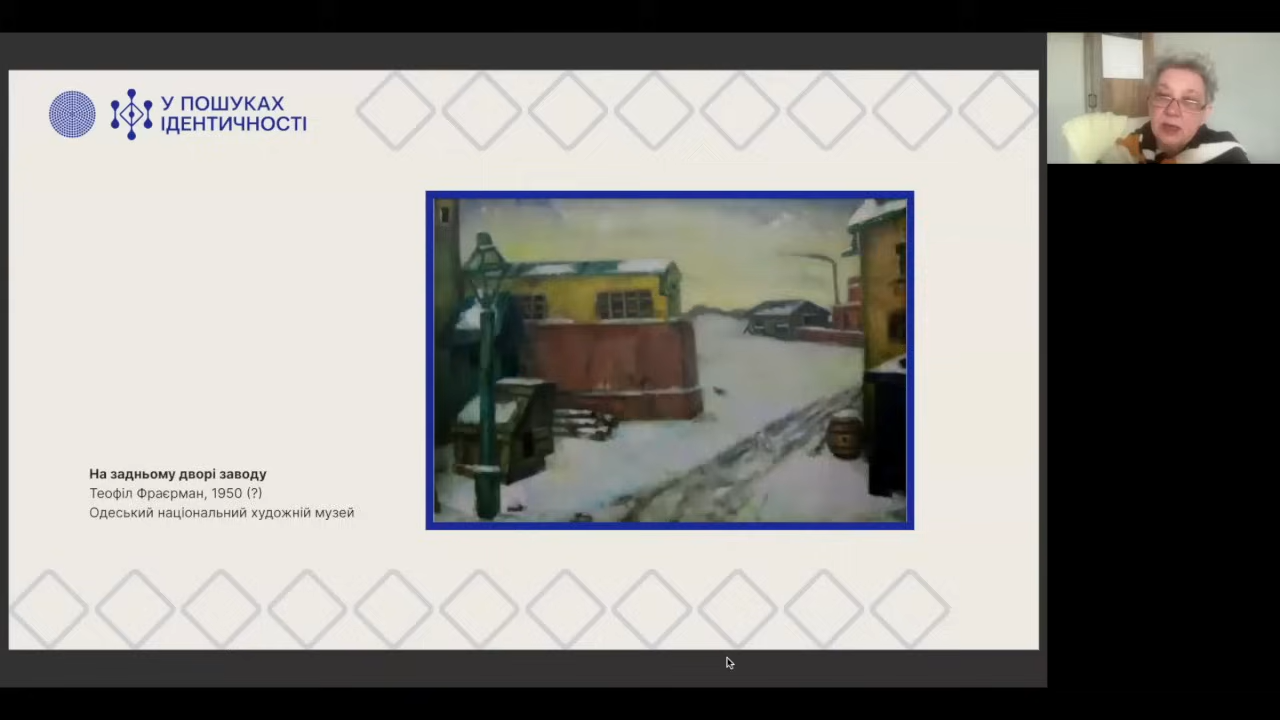 У ПОШУКАХ
ІДЕНТИЧНОСТІ
На задньому дворі заводу
Теофіл Фраєрман, 1950 (?)
Одеський національний художній музей